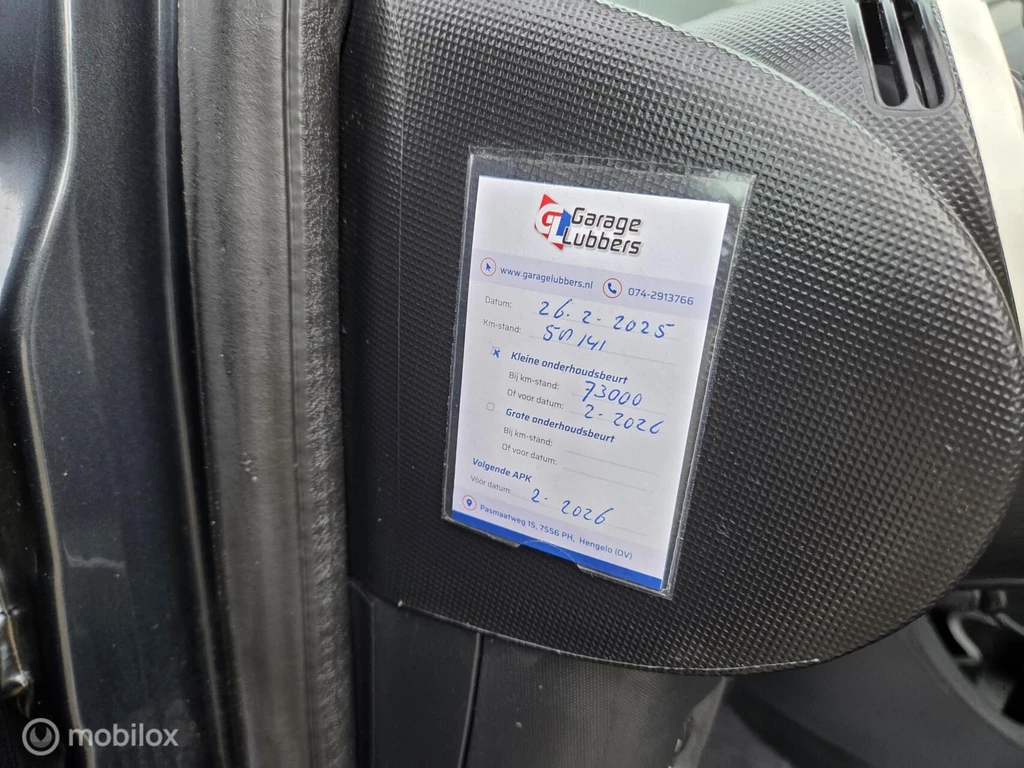 Garage
Lubbers
www.garagelubbers.nl 074-2913766
Datum: 26-2-2025
Km-stand: 141
Kleine onderhoudsbeurt
Bij km-stand: 73000
Of voor datum: 2-2026
Grote onderhoudsbeurt
Bij km-stand:
Of voor datum:
Volgende APK
Vóór datum: 2-2026
Pasmaatweg 15, 7556 PH, Hengelo (OV)
mobilox